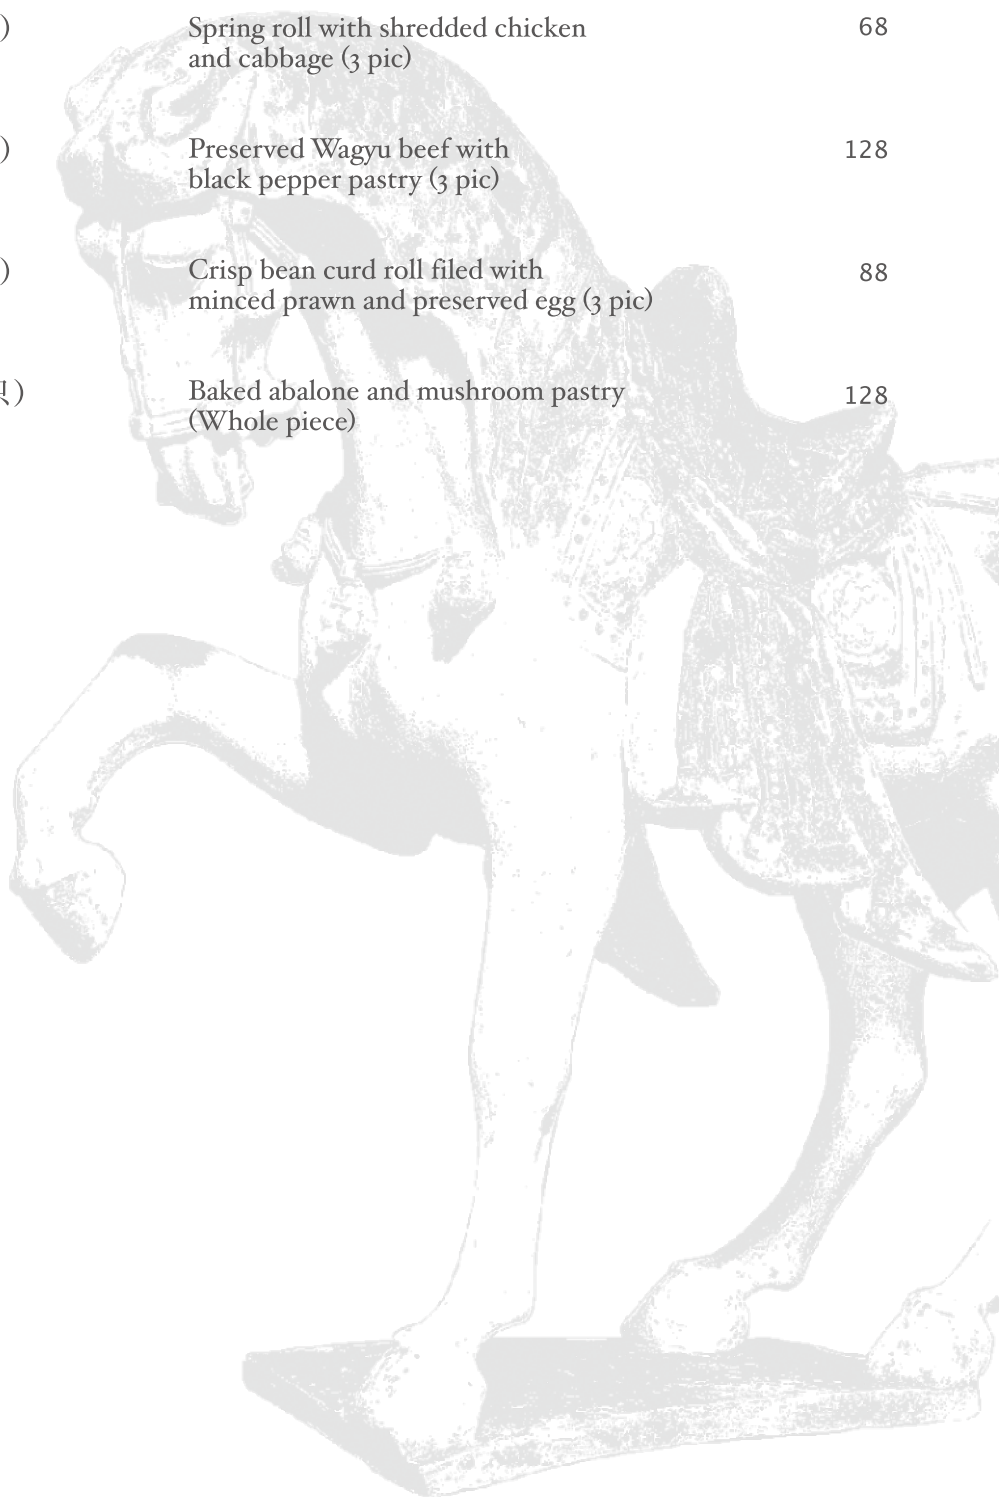 ) Spring roll with shredded chicken 68
and cabbage (3 pic)
) Preserved Wagyu beef with 128
black pepper pastry (3 pic)
) Crisp bean curd roll filed with 88
minced prawn and preserved egg (3 pic)
) Baked abalone and mushroom pastry 128
(Whole piece)